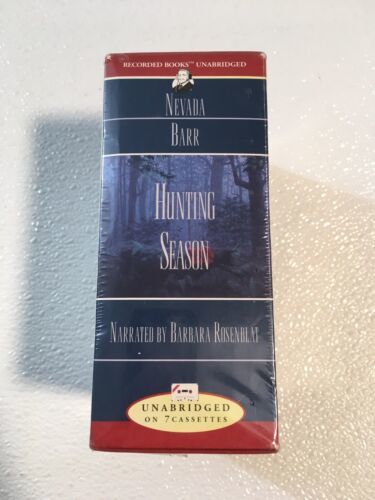 RECORDED BOOKS™ UNABRIDGED
NEVADA
BARR
HUNTING
SEASON
NARRATED BY BARBARA ROSENBLAT
UNABRIDGED
ON 7 CASSETTES